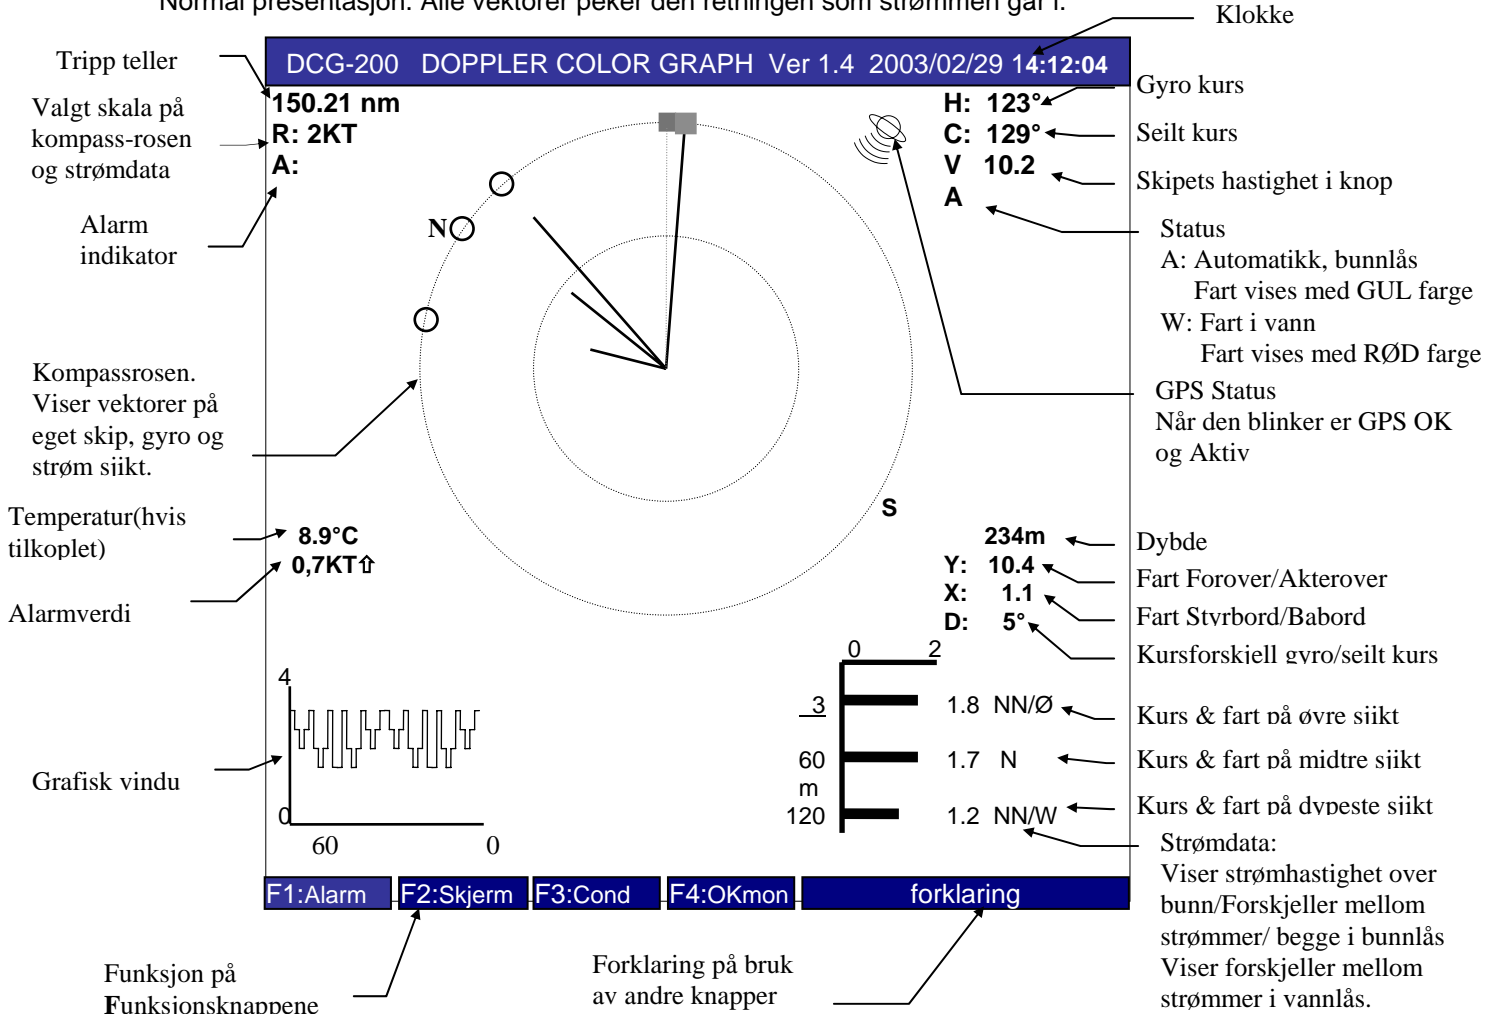 Normal presentasjon. Alle vektorer peker den retningen som strømmen går i.
Klokke
DCG-200 DOPPLER COLOR GRAPH Ver 1.4 2003/02/29 14:12:04
Tripp teller
Valgt skala på
kompass-rosen
og strømdata
Alarm
indikator
150.21 nm
R: 2KT
A:
N
S
H: 123°
C: 129°
V 10.2
A
Gyro kurs
Seilt kurs
Skipets hastighet i knop
Status
A: Automatikk, bunnlås
Fart vises med GUL farge
W: Fart i vann
Fart vises med RØD farge
GPS Status
Når den blinker er GPS OK
og Aktiv
Kompassrosen.
Viser vektorer på
eget skip, gyro og
strøm sjikt.
Temperatur(hvis
tilkoplet)
Alarmverdi
8.9°C
0,7KT⇧
234m
Y: 10.4
X: 1.1
D: 5°
Dybde
Fart Forover/Akterover
Fart Styrbord/Babord
Kursforskjell gyro/seilt kurs
Grafisk vindu
4
0
60 0
0 2
3 1.8 NN/Ø
60 1.7 N
m
120 1.2 NN/W
Kurs & fart på øvre sjikt
Kurs & fart på midtre sjikt
Kurs & fart på dypeste sjikt
Strømdata:
Viser strømhastighet over
bunn/Forskjeller mellom
strømmer/ begge i bunnlås
Viser forskjeller mellom
strømmer i vannlås.
F1:Alarm F2:Skjerm F3:Cond F4:OKmon forklaring
Funksjon på
Funksjonsknappene
Forklaring på bruk
av andre knapper